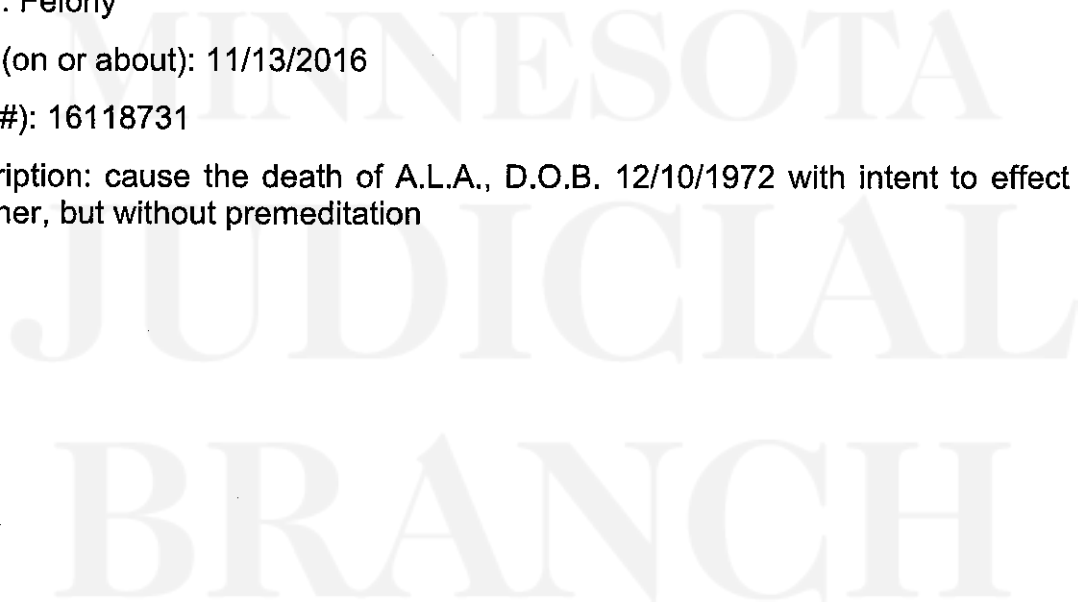 : Felony
(on or about): 11/13/2016
#): 16118731
ription: cause the death of A.L.A., D.O.B. 12/10/1972 with intent to effect
ner, but without premeditation
MINNESOTA
JUDICIAL
BRANCH